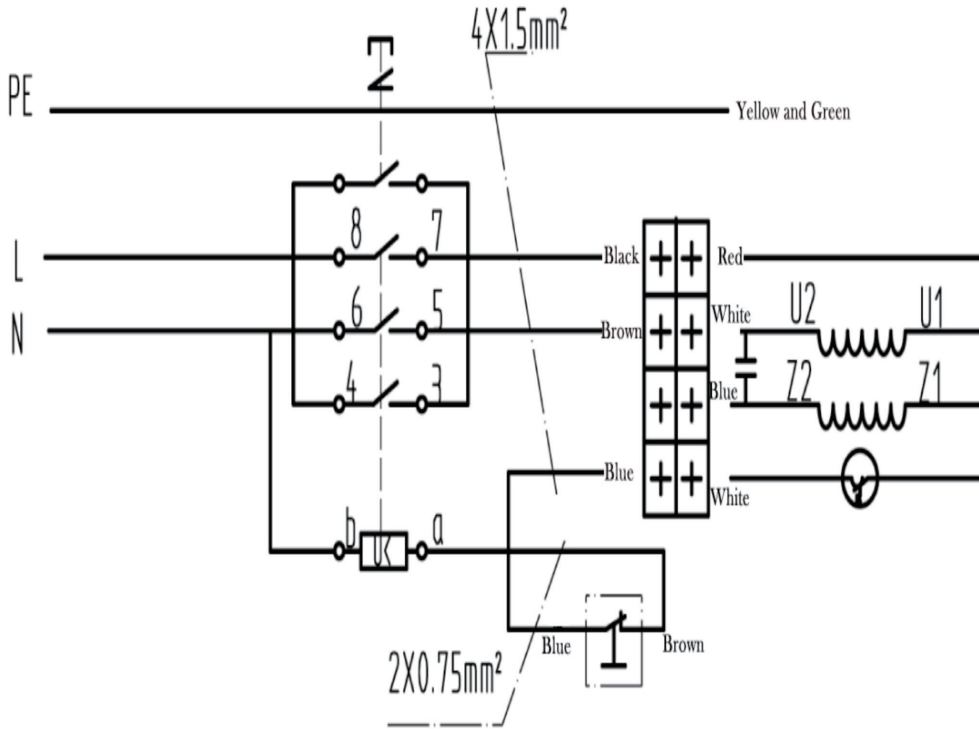 4X1.5mm²
PE
Yellow and Green
8
7
L
Black
Red
6
5
N
Brown
White
U2
U1
4
3
Blue
Z2
Z1
Blue
White
b
U<
a
Blue
Brown
2X0.75mm²